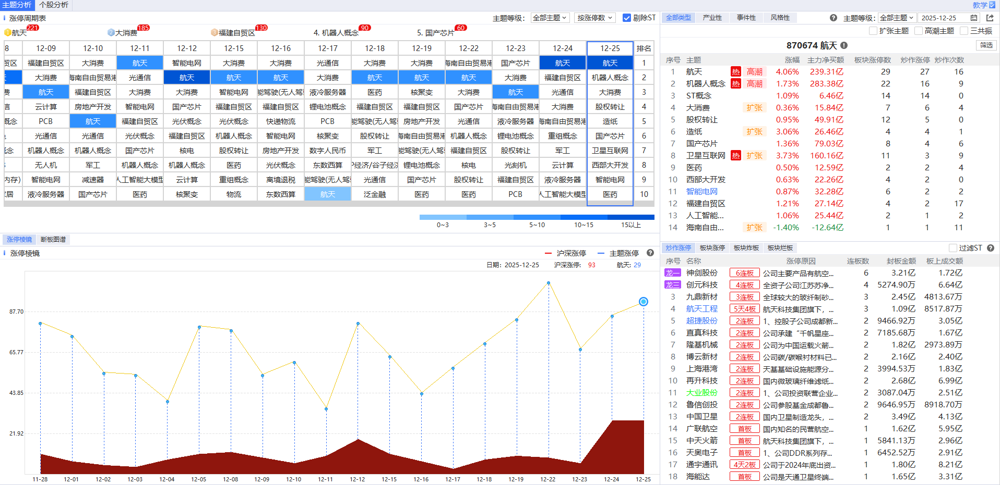 主题分析 个股分析 教学
涨停周期表 主题等级： 全部主题 按涨停数 剔除ST
1 航天 221 2 大消费 185 3 福建自贸区 130 4. 机器人概念 90 5. 国产芯片 60
8 12-09 12-10 12-11 12-12 12-15 12-16 12-17 12-18 12-19 12-22 12-23 12-24 12-25 排名
贸区 福建自贸区 大消费 航天 智能电网 大消费 大消费 光通信 大消费 大消费 海南自由贸易港 国产芯片 航天 航天 1
大消费 海南自由贸易港 光通信 航天 航天 航天 大消费 航天 航天 航天 大消费 福建自贸区 机器人概念 2
费 航天 福建自贸区 大消费 大消费 智能电网 能驾驶(无人驾 液冷服务器 医药 核聚变 大消费 航天 光通信 大消费 3
信 云计算 房地产开发 智能电网 国产芯片 福建自贸区 福建自贸区 锂电池概念 福建自贸区 福建自贸区 国产芯片 海南自由贸易港 大消费 股权转让 4
概念 PCB 航天 福建自贸区 光伏概念 光伏概念 快递物流 PCB 能驾驶(无人驾 房地产开发 光通信 液冷服务器 海南自由贸易港 造纸 5
光通信 光通信 光伏概念 福建自贸区 机器人概念 智能电网 核聚变 股权转让 海南自由贸易港 机器人概念 锂电池概念 重组概念 国产芯片 6
念 机器人概念 机器人概念 国产芯片 核电 股权转让 房地产开发 数字人民币 军工 能驾驶(无人驾 福建自贸区 股权转让 军工 卫星互联网 7
无人机 军工 机器人概念 机器人概念 医药 光伏概念 东数西算 经济/谷子经济 锂电池概念 核电 光刻机 云计算 西部大开发 8
内存) 智能电网 减速器 人工智能大模型 云计算 重组概念 离境退税 能驾驶(无人驾 光通信 国产芯片 股权转让 福建自贸区 液冷服务器 智能电网 9
居 液冷服务器 国产芯片 医药 核聚变 物流 东数西算 航天 泛金融 医药 医药 PCB 人工智能大模型 医药 10
0~3 3~5 5~10 10~15 15以上
涨停棱镜 断板图谱
涨停棱镜 沪深涨停 主题涨停
日期: 2025-12-25 沪深涨停: 93 航天: 29
87.70
65.77
43.85
21.92
11-28 12-01 12-02 12-03 12-04 12-05 12-08 12-09 12-10 12-11 12-12 12-15 12-16 12-17 12-18 12-19 12-22 12-23 12-24 12-25
全部类型 产业性 事件性 风格性 主题等级： 全部主题 2025-12-25
扩张主题 高潮主题 三共振
870674 航天 筛选
序号 主题 涨幅 主力净买额 板块涨停数 炒作涨停 炒作次数
1 航天 热 高潮 4.06% 239.31亿 29 27 16
2 机器人概念 热 高潮 1.73% 283.38亿 22 16 9
3 ST概念 1.09% 6.46亿 14 14 0
4 大消费 扩张 0.36% 15.84亿 7 6 4
5 股权转让 0.95% 49.91亿 12 5 0
6 造纸 扩张 3.06% 26.46亿 4 4 1
7 国产芯片 1.36% 79.03亿 8 4 6
8 卫星互联网 热 扩张 3.73% 160.16亿 11 3 9
9 医药 0.50% 12.59亿 2 2 4
10 西部大开发 0.63% 22.26亿 4 2 0
11 智能电网 0.87% 32.28亿 6 2 2
12 福建自贸区 1.21% 27.14亿 4 2 17
13 人工智能... 1.06% 25.44亿 2 1 2
14 海南自由... 扩张 -1.40% -12.64亿 1 1 11
炒作涨停 板块涨停 板块炸板 板块烂板 过滤ST
序号 名称 涨停原因 连板数 封板金额 板上成交额
龙一 神剑股份 6连板 公司主要产品有航空... 6 3.21亿 1.72亿
龙三 创元科技 4连板 全资子公司江苏苏净... 4 5274.90万 6.64亿
3 九鼎新材 3连板 全球较大的玻纤制砂... 3 2.45亿 4813.67万
4 航天工程 5天4板 航天科技集团旗下，... 3 1.09亿 8517.87万
5 超捷股份 2连板 1、控股子公司成都新... 2 9466.92万 3.05亿
6 直真科技 2连板 公司承建“千帆星座... 2 7185.68万 1.67亿
7 隆基机械 2连板 公司为中国运载火箭... 2 1.82亿 2973.89万
8 博云新材 2连板 公司碳/碳喉衬材料已... 2 2.16亿 2.40亿
9 上海港湾 2连板 天基基础设施能源分... 2 3994.53万 1.83亿
10 再升科技 2连板 国内微玻璃纤维滤纸... 2 2.68亿 6.99亿
11 大业股份 2连板 1、公司投资联营企业... 2 3087.04万 2.51亿
12 鲁信创投 2连板 公司参股基金成都鲁... 2 9646.95万 8918.70万
13 中国卫星 2连板 国内卫星制造龙头，... 2 3.49亿 4.13亿
14 广联航空 首板 国内知名的民营航空... 1 1.62亿 5.95亿
15 中天火箭 首板 航天科技集团旗下，... 1 5841.13万 2.96亿
16 天奥电子 首板 1、公司DDR系列存... 1 6452.52万 2.91亿
17 通宇通讯 4天2板 公司于2024年底出资... 1 1.80亿 8.21亿
18 海能达 首板 公司是天通卫星终端... 1 1.65亿 3.31亿